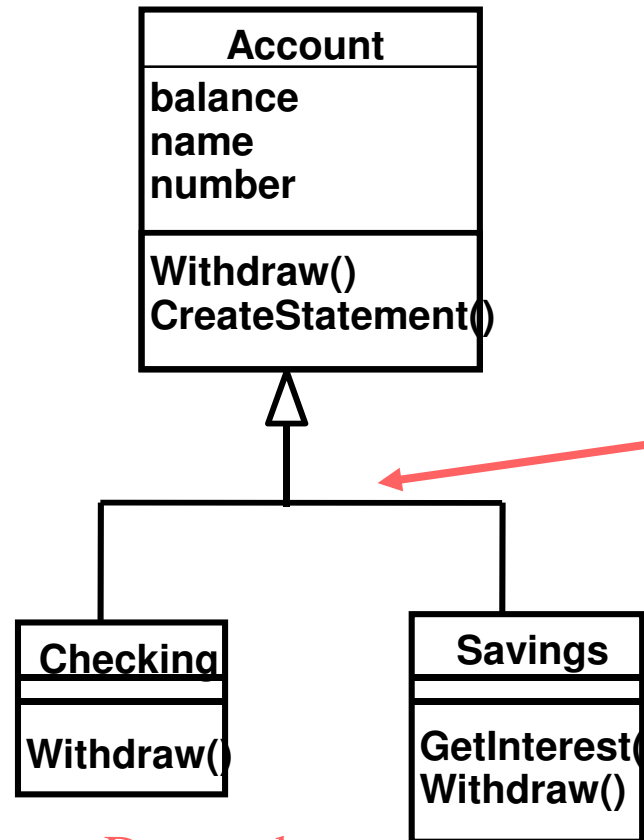 Account
balance
name
number
Withdraw()
CreateStatement()
Checking
Withdraw()
Savings
GetInterest(
Withdraw()